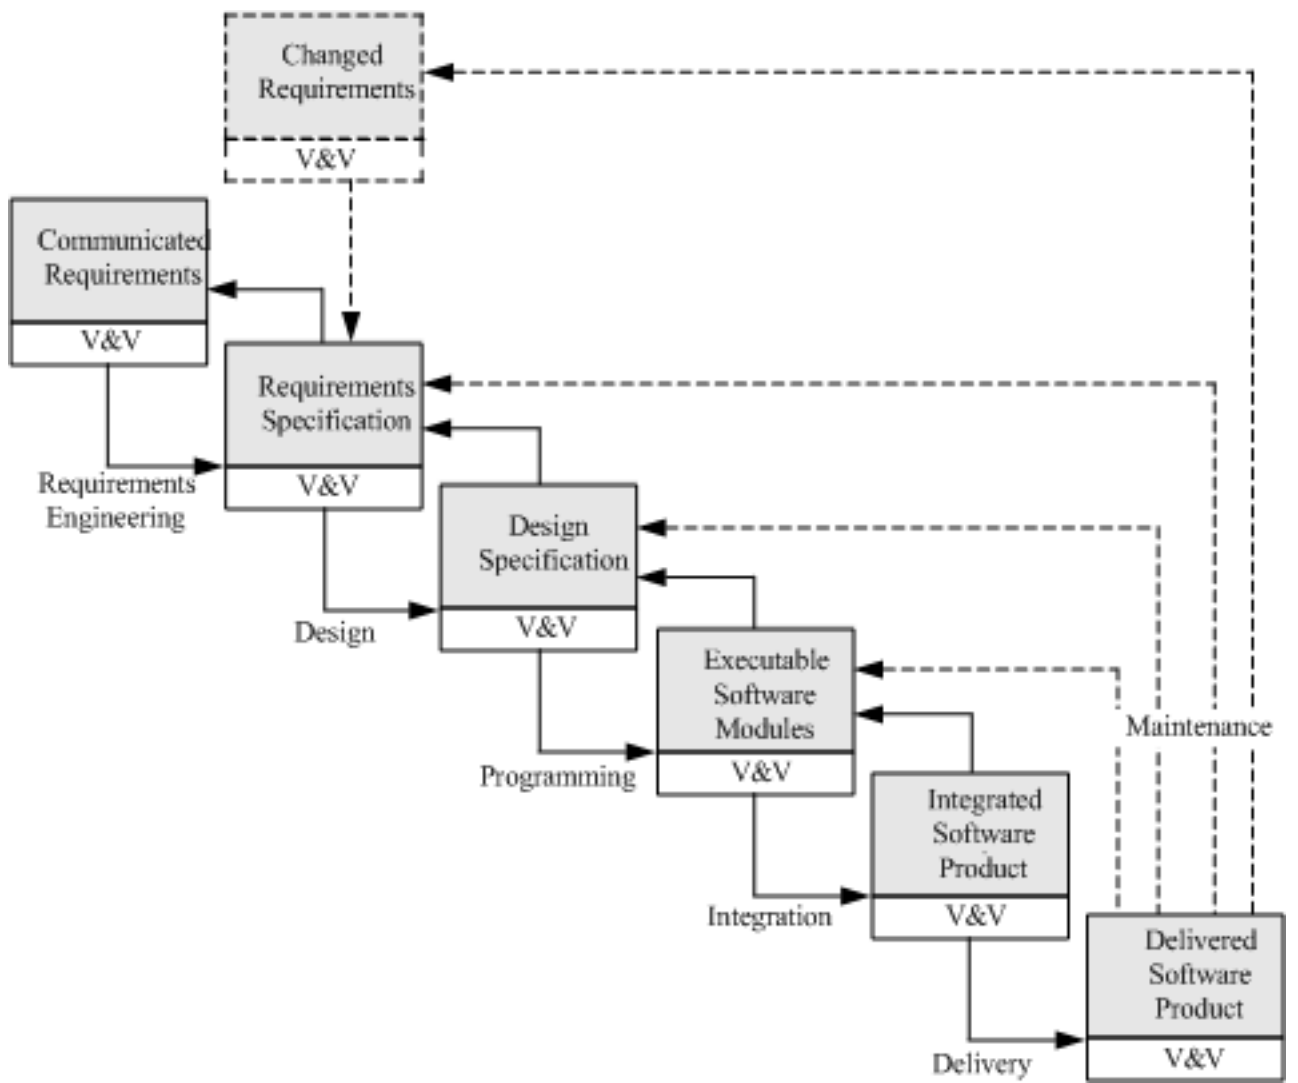 Changed
Requirements
V&V
Communicated
Requirements
V&V
Requirements
Engineering
Requirements
Specification
V&V
Design
Design
Specification
V&V
Programming
Executable
Software
Modules
V&V
Maintenance
Integration
Integrated
Software
Product
V&V
Delivery
Delivered
Software
Product
V&V